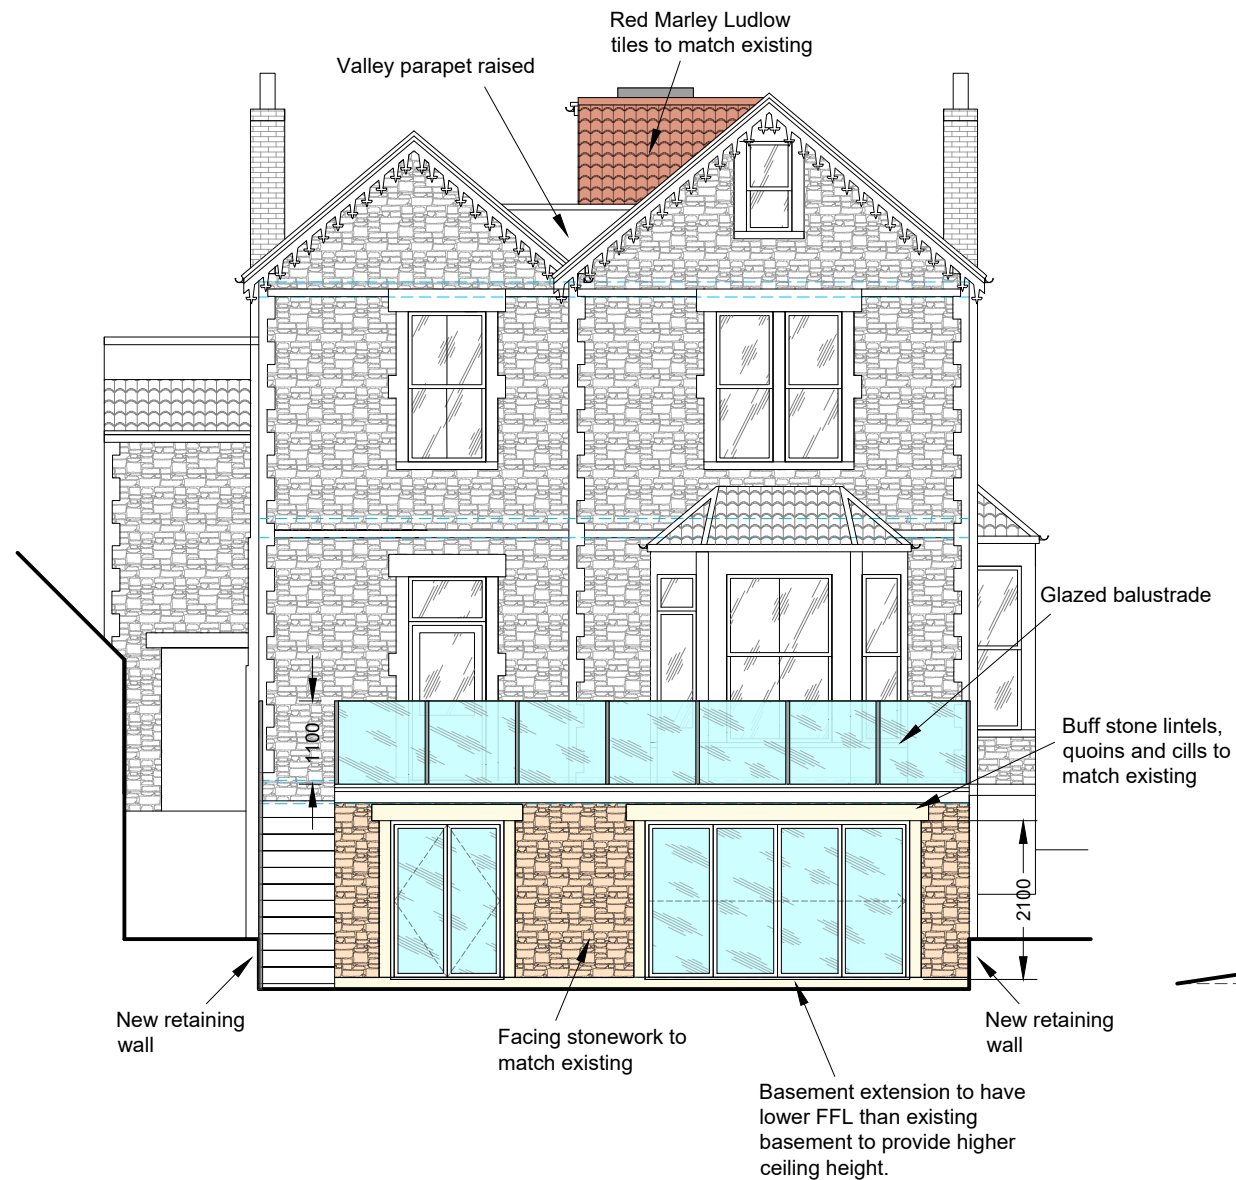 Red Marley Ludlow
tiles to match existing
Valley parapet raised
Glazed balustrade
Buff stone lintels,
quoins and cills to
match existing
1100
2100
New retaining
wall
Facing stonework to
match existing
New retaining
wall
Basement extension to have
lower FFL than existing
basement to provide higher
ceiling height.